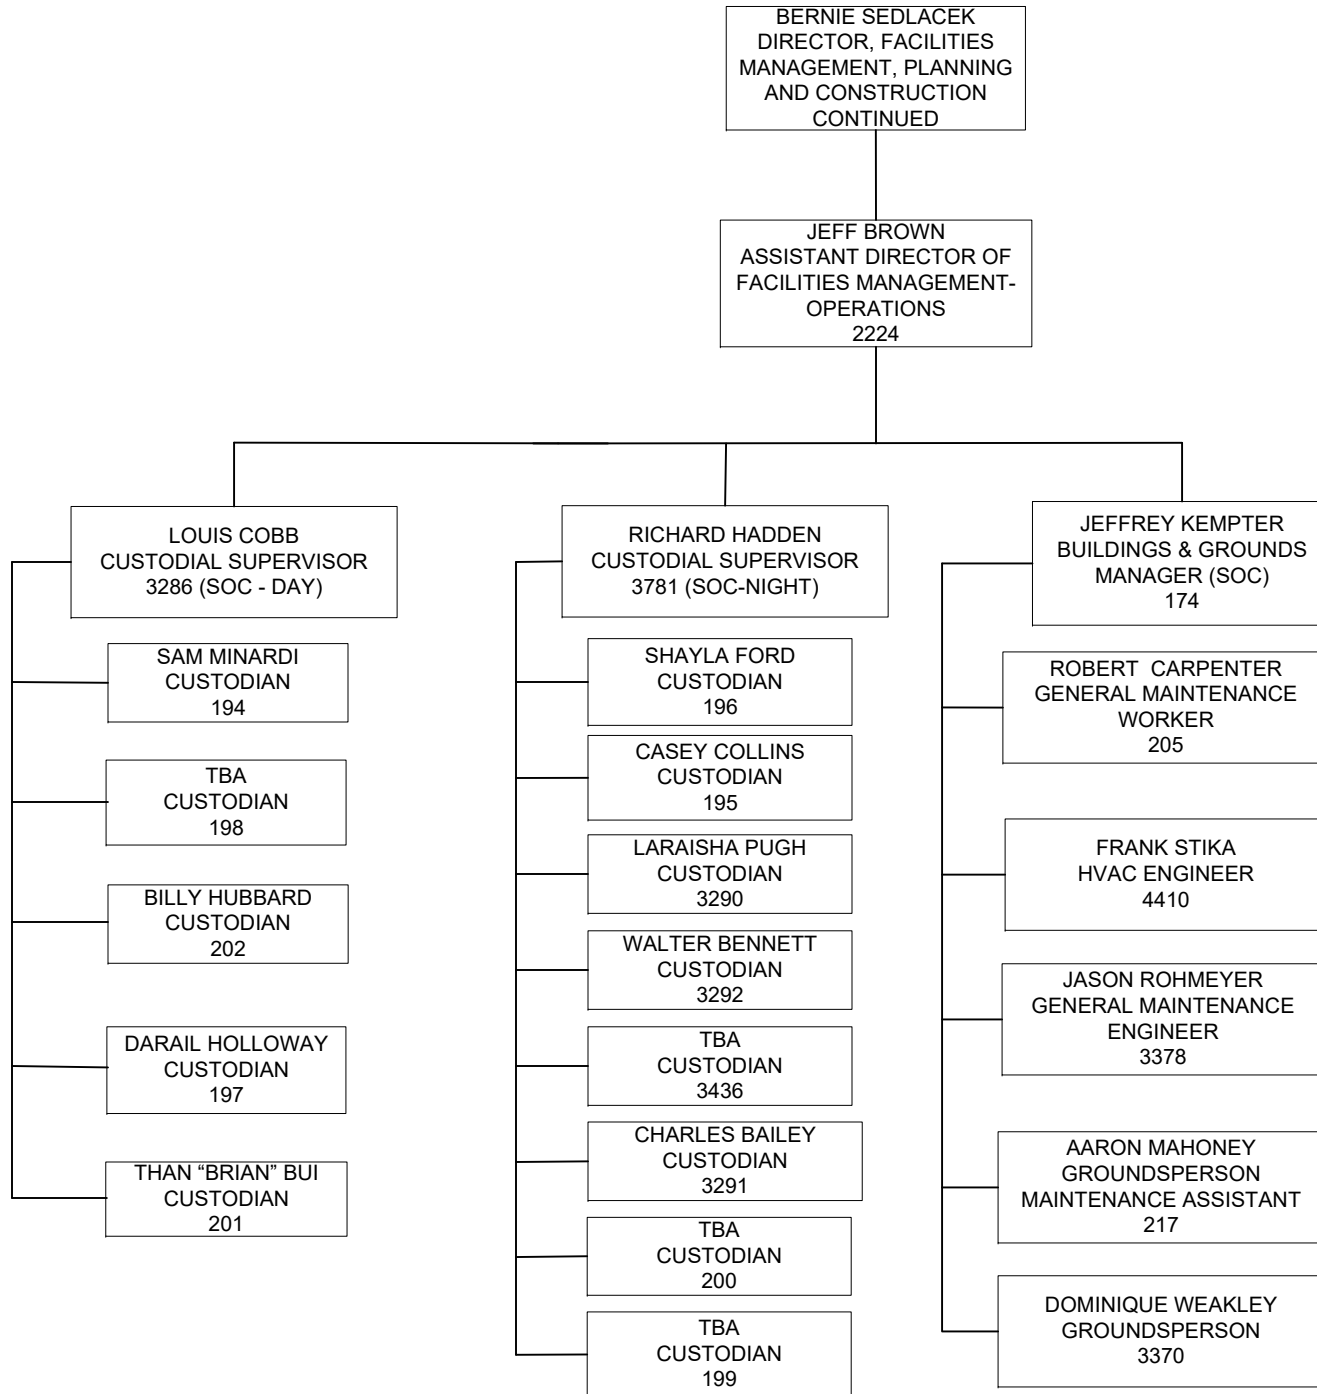 BERNIE SEDLACEK
DIRECTOR, FACILITIES
MANAGEMENT, PLANNING
AND CONSTRUCTION
CONTINUED
JEFF BROWN
ASSISTANT DIRECTOR OF
FACILITIES MANAGEMENT-
OPERATIONS
2224
LOUIS COBB
CUSTODIAL SUPERVISOR
3286 (SOC - DAY)
SAM MINARDI
CUSTODIAN
194
TBA
CUSTODIAN
198
BILLY HUBBARD
CUSTODIAN
202
DARAIL HOLLOWAY
CUSTODIAN
197
THAN “BRIAN” BUI
CUSTODIAN
201
RICHARD HADDEN
CUSTODIAL SUPERVISOR
3781 (SOC-NIGHT)
SHAYLA FORD
CUSTODIAN
196
CASEY COLLINS
CUSTODIAN
195
LARAISHA PUGH
CUSTODIAN
3290
WALTER BENNETT
CUSTODIAN
3292
TBA
CUSTODIAN
3436
CHARLES BAILEY
CUSTODIAN
3291
TBA
CUSTODIAN
200
TBA
CUSTODIAN
199
JEFFREY KEMPTER
BUILDINGS & GROUNDS
MANAGER (SOC)
174
ROBERT  CARPENTER
GENERAL MAINTENANCE
WORKER
205
FRANK STIKA
HVAC ENGINEER
4410
JASON ROHMEYER
GENERAL MAINTENANCE
ENGINEER
3378
AARON MAHONEY
GROUNDSPERSON
MAINTENANCE ASSISTANT
217
DOMINIQUE WEAKLEY
GROUNDSPERSON
3370